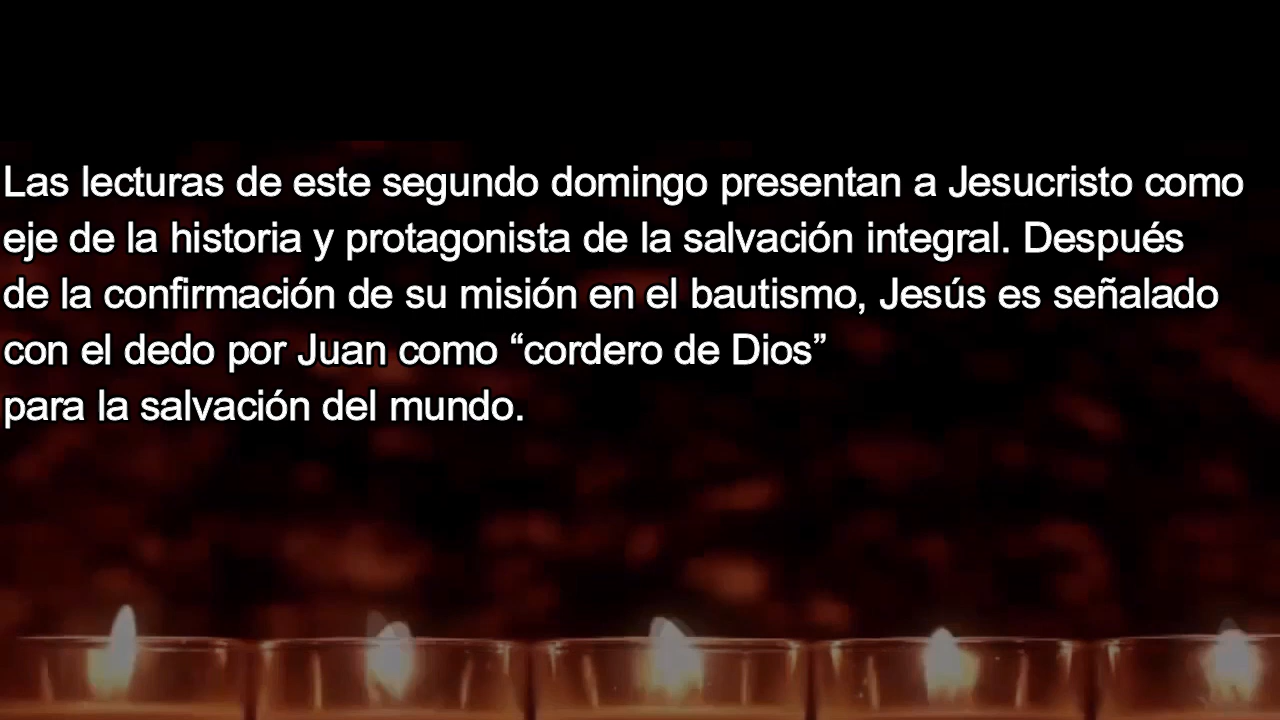 Las lecturas de este segundo domingo presentan a Jesucristo como
eje de la historia y protagonista de la salvación integral. Después
de la confirmación de su misión en el bautismo, Jesús es señalado
con el dedo por Juan como “cordero de Dios”
para la salvación del mundo.